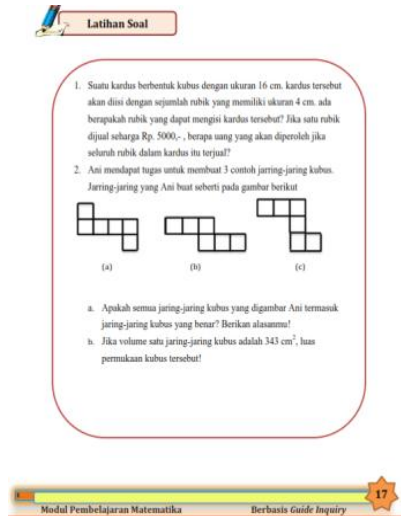 Latihan Soal
1. Suatu kardus berbentuk kubus dengan ukuran 16 cm. kardus tersebut
akan diisi dengan sejumlah rubik yang memiliki ukuran 4 cm. ada
berapakah rubik yang dapat mengisi kardus tersebut? Jika satu rubik
dijual seharga Rp. 5000,- , berapa uang yang akan diperoleh jika
seluruh rubik dalam kardus itu terjual?
2. Ani mendapat tugas untuk membuat 3 contoh jarring-jaring kubus.
Jarring-jaring yang Ani buat seberti pada gambar berikut
(a) (b) (c)
a. Apakah semua jaring-jaring kubus yang digambar Ani termasuk
jaring-jaring kubus yang benar? Berikan alasanmu!
b. Jika volume satu jaring-jaring kubus adalah 343 cm², luas
permukaan kubus tersebut!
17
Modul Pembelajaran Matematika Berbasis Guide Inquiry